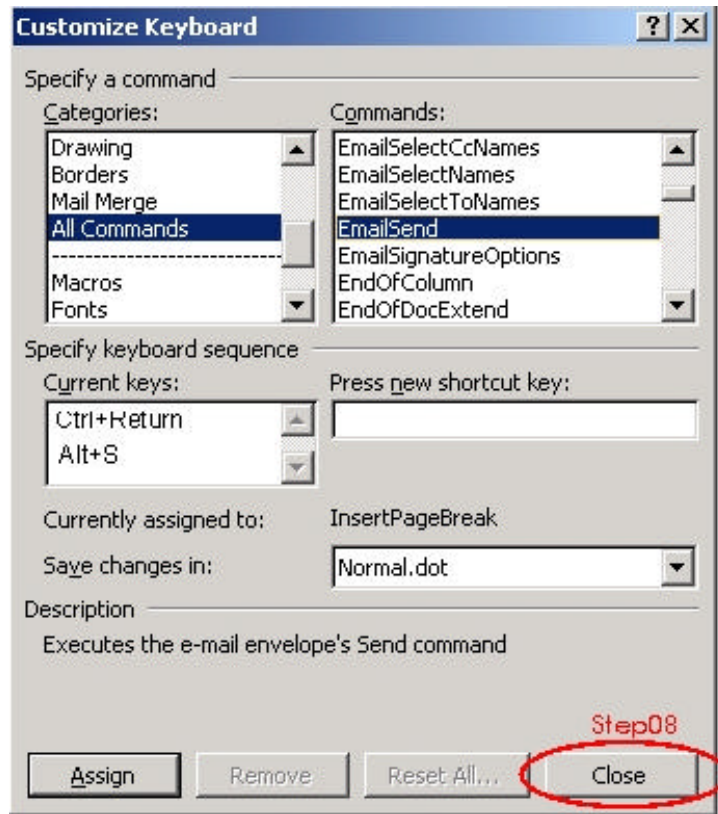 Customize Keyboard
Specify a command
Categories:
Commands:
Drawing
Borders
Mail Merge
All Commands
Macros
Fonts
EmailSelectCcNames
EmailSelectNames
EmailSelectToNames
EmailSend
EmailSignatureOptions
EndOfColumn
EndOfDocExtend
Specify keyboard sequence
Current keys:
Press new shortcut key:
Ctrl+Return
Alt+S
Currently assigned to: InsertPageBreak
Save changes in: Normal.dot
Description
Executes the e-mail envelope's Send command
Step08
Assign Remove Reset All... Close